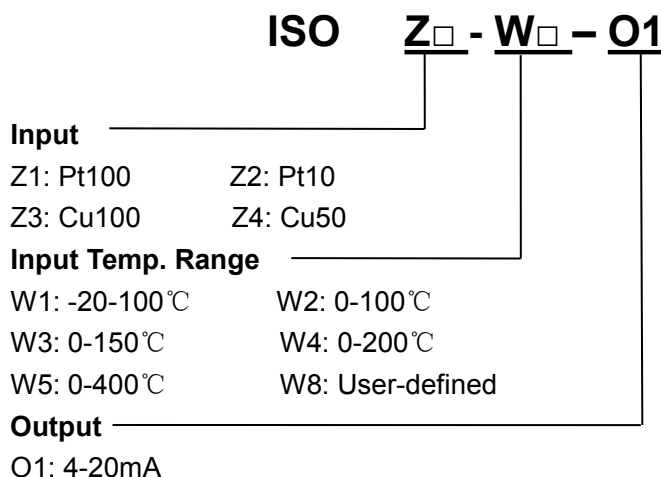 ISO Z□ - W□ – O1
Input
Z1: Pt100 Z2: Pt10
Z3: Cu100 Z4: Cu50
Input Temp. Range
W1: -20-100℃ W2: 0-100℃
W3: 0-150℃ W4: 0-200℃
W5: 0-400℃ W8: User-defined
Output
O1: 4-20mA